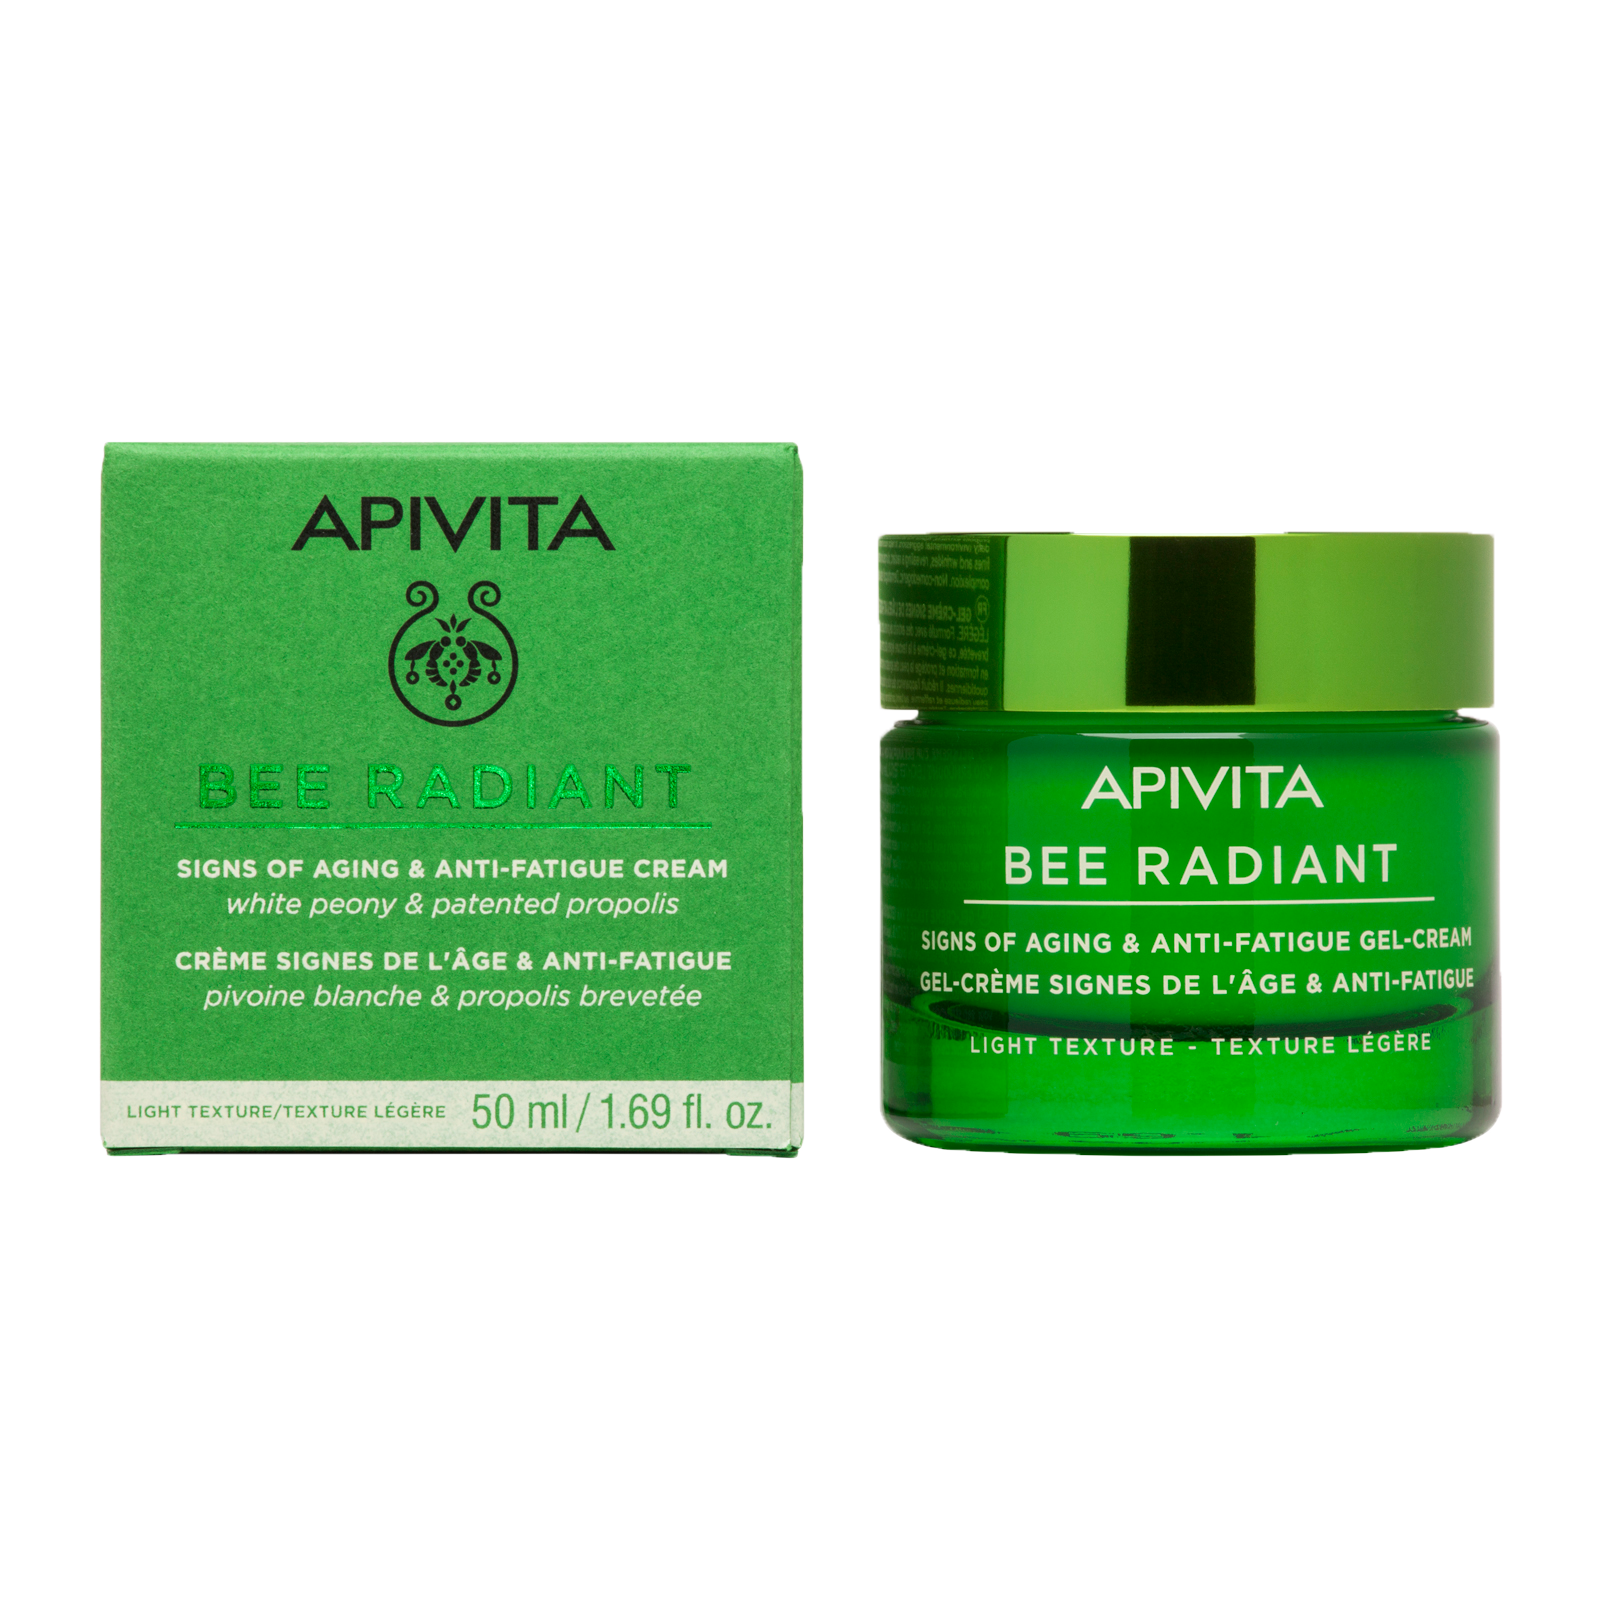 APIVITA
BEE RADIANT
SIGNS OF AGING & ANTI-FATIGUE CREAM
white peony & patented propolis
CRÈME SIGNES DE L'ÂGE & ANTI-FATIGUE
pivoine blanche & propolis brevetée
LIGHT TEXTURE/TEXTURE LÉGÈRE 50 ml / 1.69 fl. oz.
APIVITA
BEE RADIANT
SIGNS OF AGING & ANTI-FATIGUE GEL-CREAM
GEL-CRÈME SIGNES DE L'ÂGE & ANTI-FATIGUE
LIGHT TEXTURE - TEXTURE LÉGÈRE